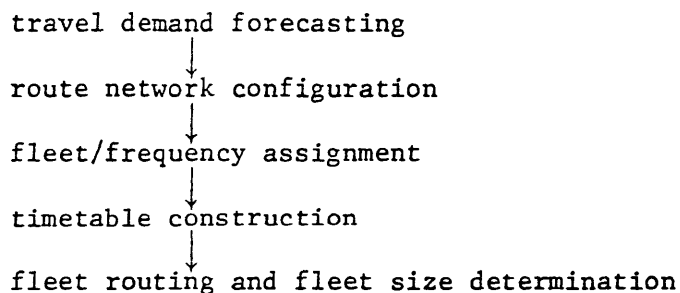 travel demand forecasting
route network configuration
fleet/frequency assignment
timetable construction
fleet routing and fleet size determination